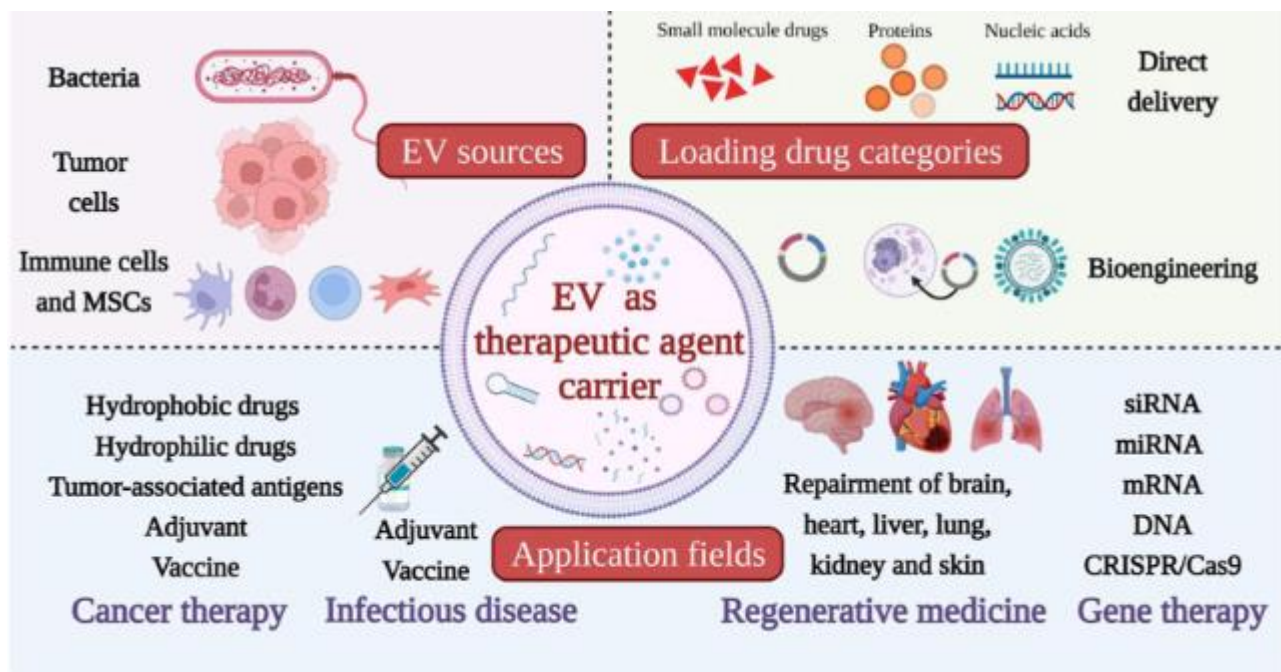 Bacteria
Tumor
cells
Immune cells
and MSCs
EV sources
Small molecule drugs
Proteins
Nucleic acids
Direct
delivery
Loading drug categories
Bioengineering
EV as
therapeutic agent
carrier
Hydrophobic drugs
Hydrophilic drugs
Tumor-associated antigens
Adjuvant
Vaccine
Cancer therapy
Adjuvant
Vaccine
Infectious disease
Application fields
Repairment of brain,
heart, liver, lung,
kidney and skin
Regenerative medicine
siRNA
miRNA
mRNA
DNA
CRISPR/Cas9
Gene therapy